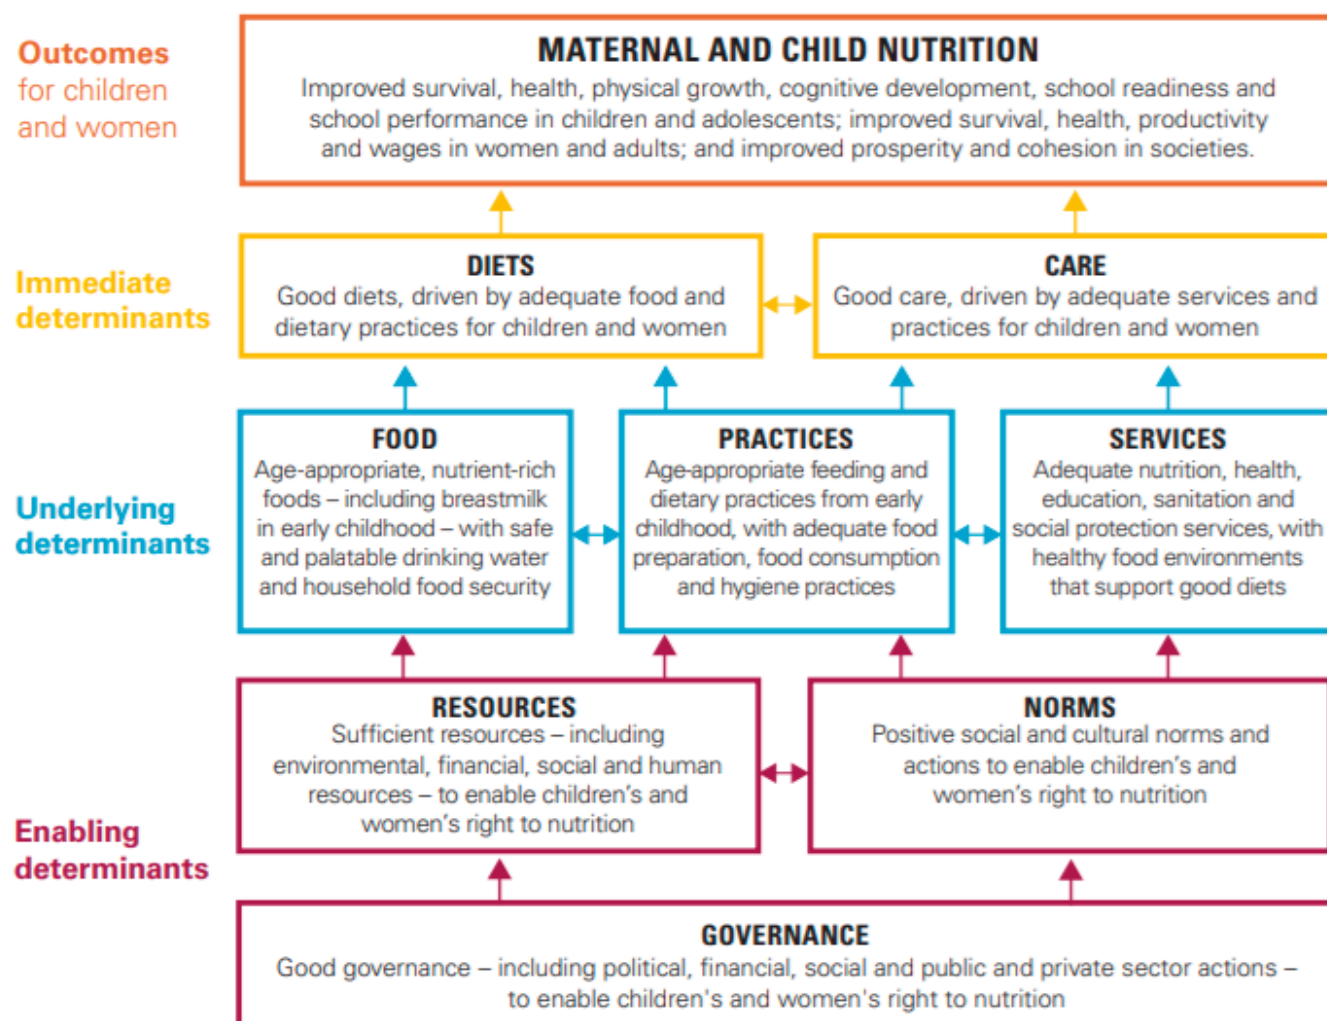 Outcomes
for children
and women
MATERNAL AND CHILD NUTRITION
Improved survival, health, physical growth, cognitive development, school readiness and
school performance in children and adolescents; improved survival, health, productivity
and wages in women and adults; and improved prosperity and cohesion in societies.
Immediate
determinants
DIETS
Good diets, driven by adequate food and
dietary practices for children and women
CARE
Good care, driven by adequate services and
practices for children and women
Underlying
determinants
FOOD
Age-appropriate, nutrient-rich
foods – including breastmilk
in early childhood – with safe
and palatable drinking water
and household food security
PRACTICES
Age-appropriate feeding and
dietary practices from early
childhood, with adequate food
preparation, food consumption
and hygiene practices
SERVICES
Adequate nutrition, health,
education, sanitation and
social protection services, with
healthy food environments
that support good diets
Enabling
determinants
RESOURCES
Sufficient resources – including
environmental, financial, social and human
resources – to enable children's and
women's right to nutrition
NORMS
Positive social and cultural norms and
actions to enable children's and
women's right to nutrition
GOVERNANCE
Good governance – including political, financial, social and public and private sector actions –
to enable children's and women's right to nutrition